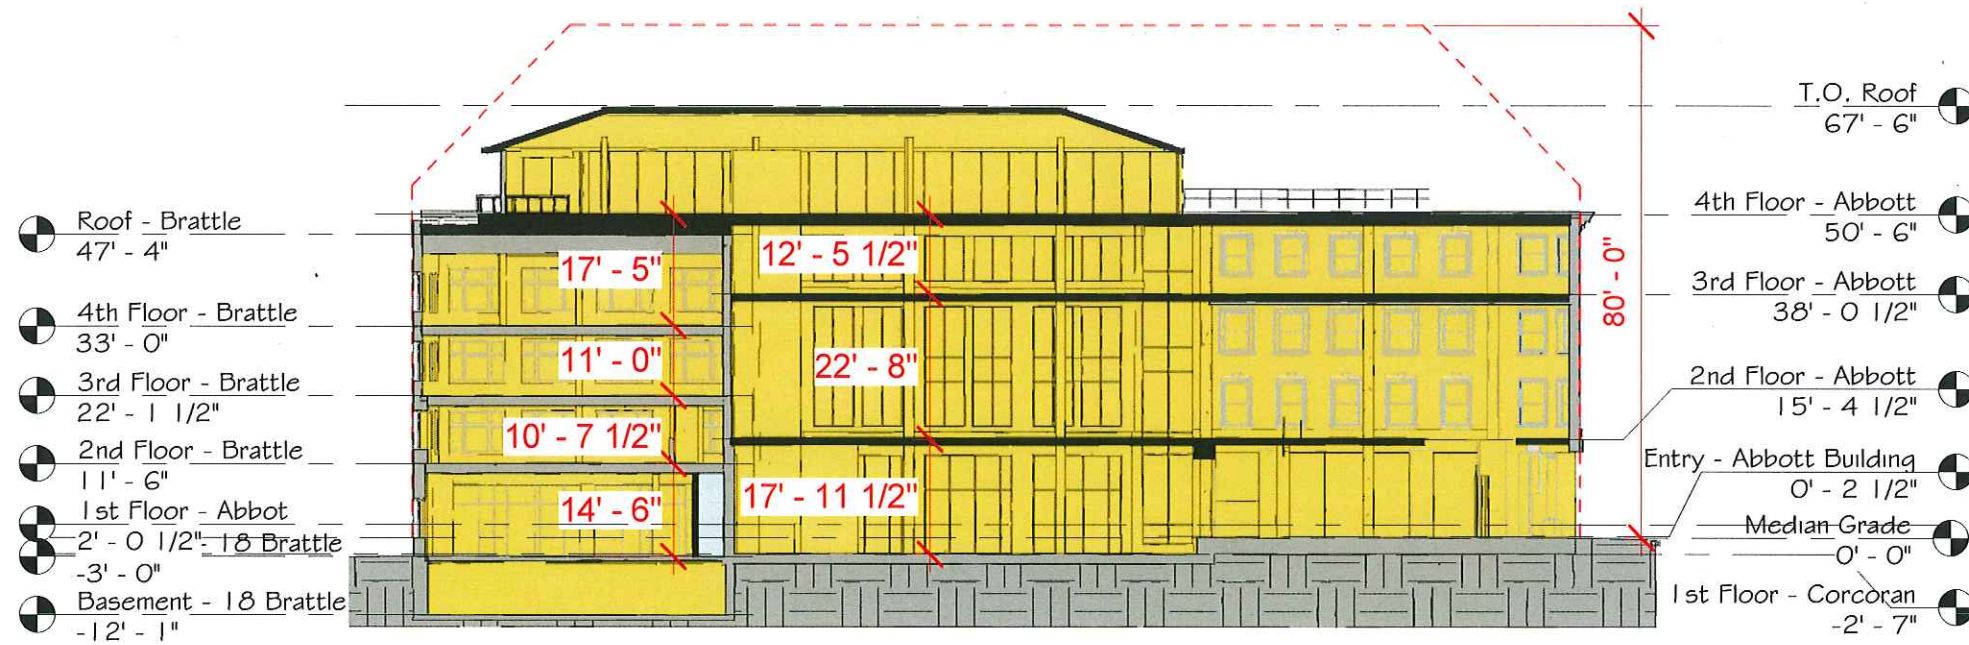 Roof - Brattle
47' - 4"
4th Floor - Brattle
33' - 0"
3rd Floor - Brattle
22' - 1 1/2"
2nd Floor - Brattle
11' - 6"
1st Floor - Abbot
2' - 0 1/2" - 18 Brattle
-3' - 0"
Basement - 18 Brattle
-12' - 1"
17' - 5"
11' - 0"
10' - 7 1/2"
14' - 6"
12' - 5 1/2"
22' - 8"
17' - 11 1/2"
80' - 0"
T.O. Roof
67' - 6"
4th Floor - Abbott
50' - 6"
3rd Floor - Abbott
38' - 0 1/2"
2nd Floor - Abbott
15' - 4 1/2"
Entry - Abbott Building
0' - 2 1/2"
Median Grade
0' - 0"
1st Floor - Corcoran
-2' - 7"